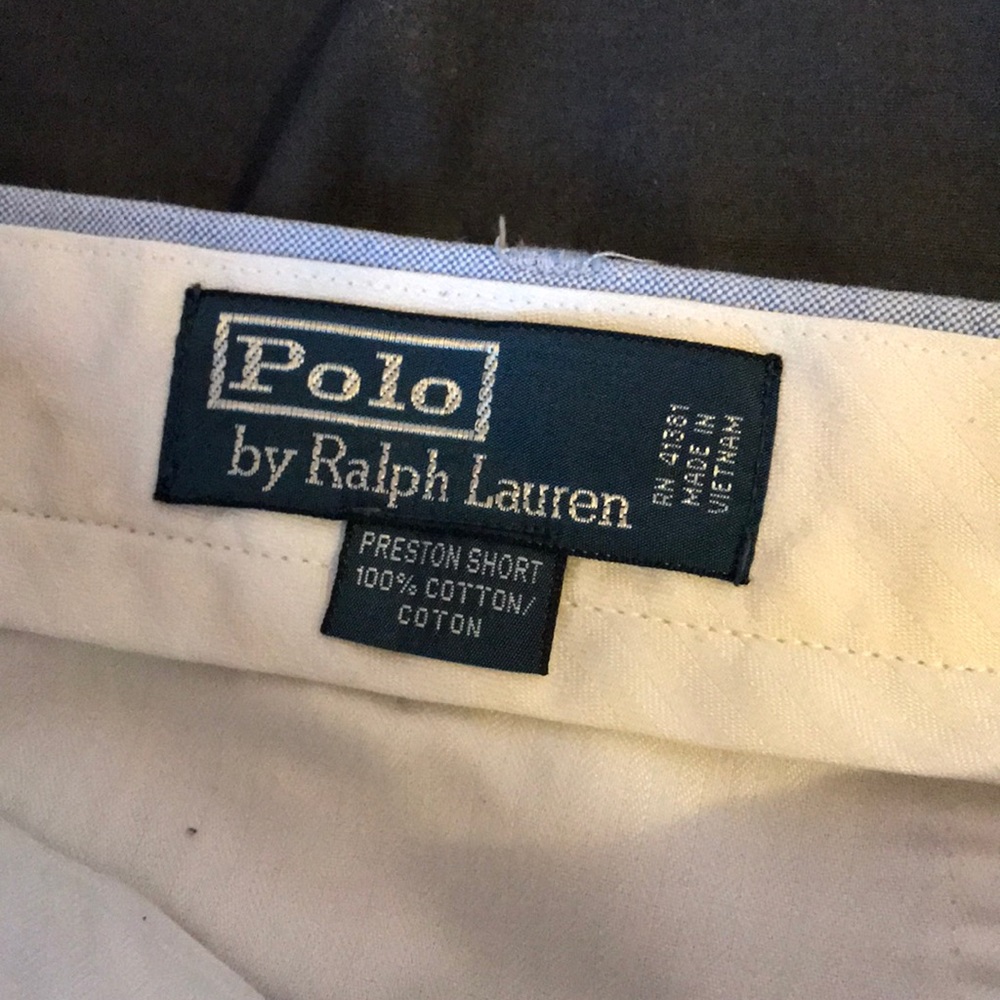 Polo
by Ralph Lauren
RN 41381
MADE IN
VIETNAM
PRESTON SHORT
100% COTTON/
COTON